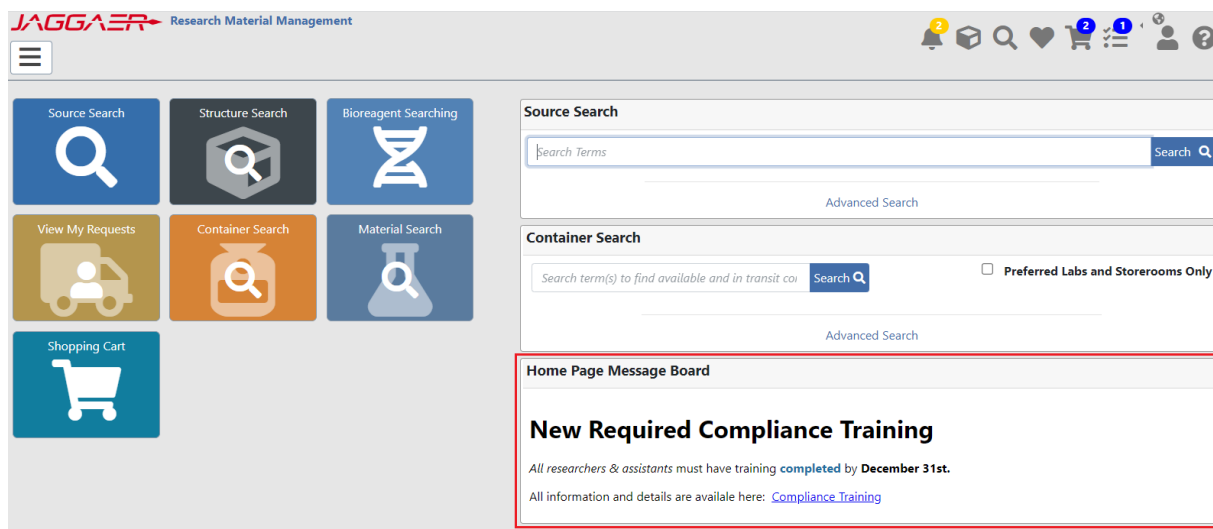 JAGGAER Research Material Management
2
2
1
Source Search
Structure Search
Bioreagent Searching
View My Requests
Container Search
Material Search
Shopping Cart
Source Search
Search Terms
Search
Advanced Search
Container Search
Search term(s) to find available and in transit
Search
Preferred Labs and Storerooms Only
Advanced Search
Home Page Message Board
New Required Compliance Training
All researchers & assistants must have training completed by December 31st.
All information and details are availale here: Compliance Training